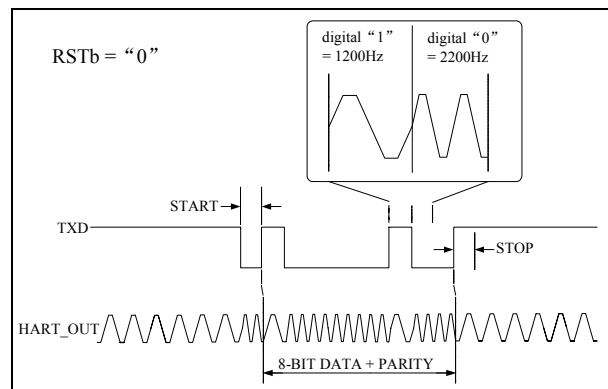 RSTb = “0”
digital “1” = 1200Hz
digital “0” = 2200Hz
START
TXD
STOP
HART_OUT
8-BIT DATA + PARITY